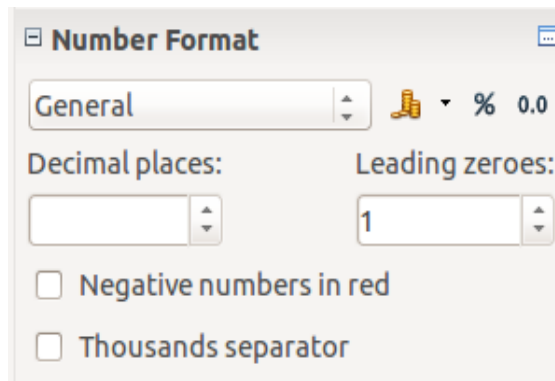 Number Format
General % 0.0
Decimal places: Leading zeroes:
1
Negative numbers in red
Thousands separator